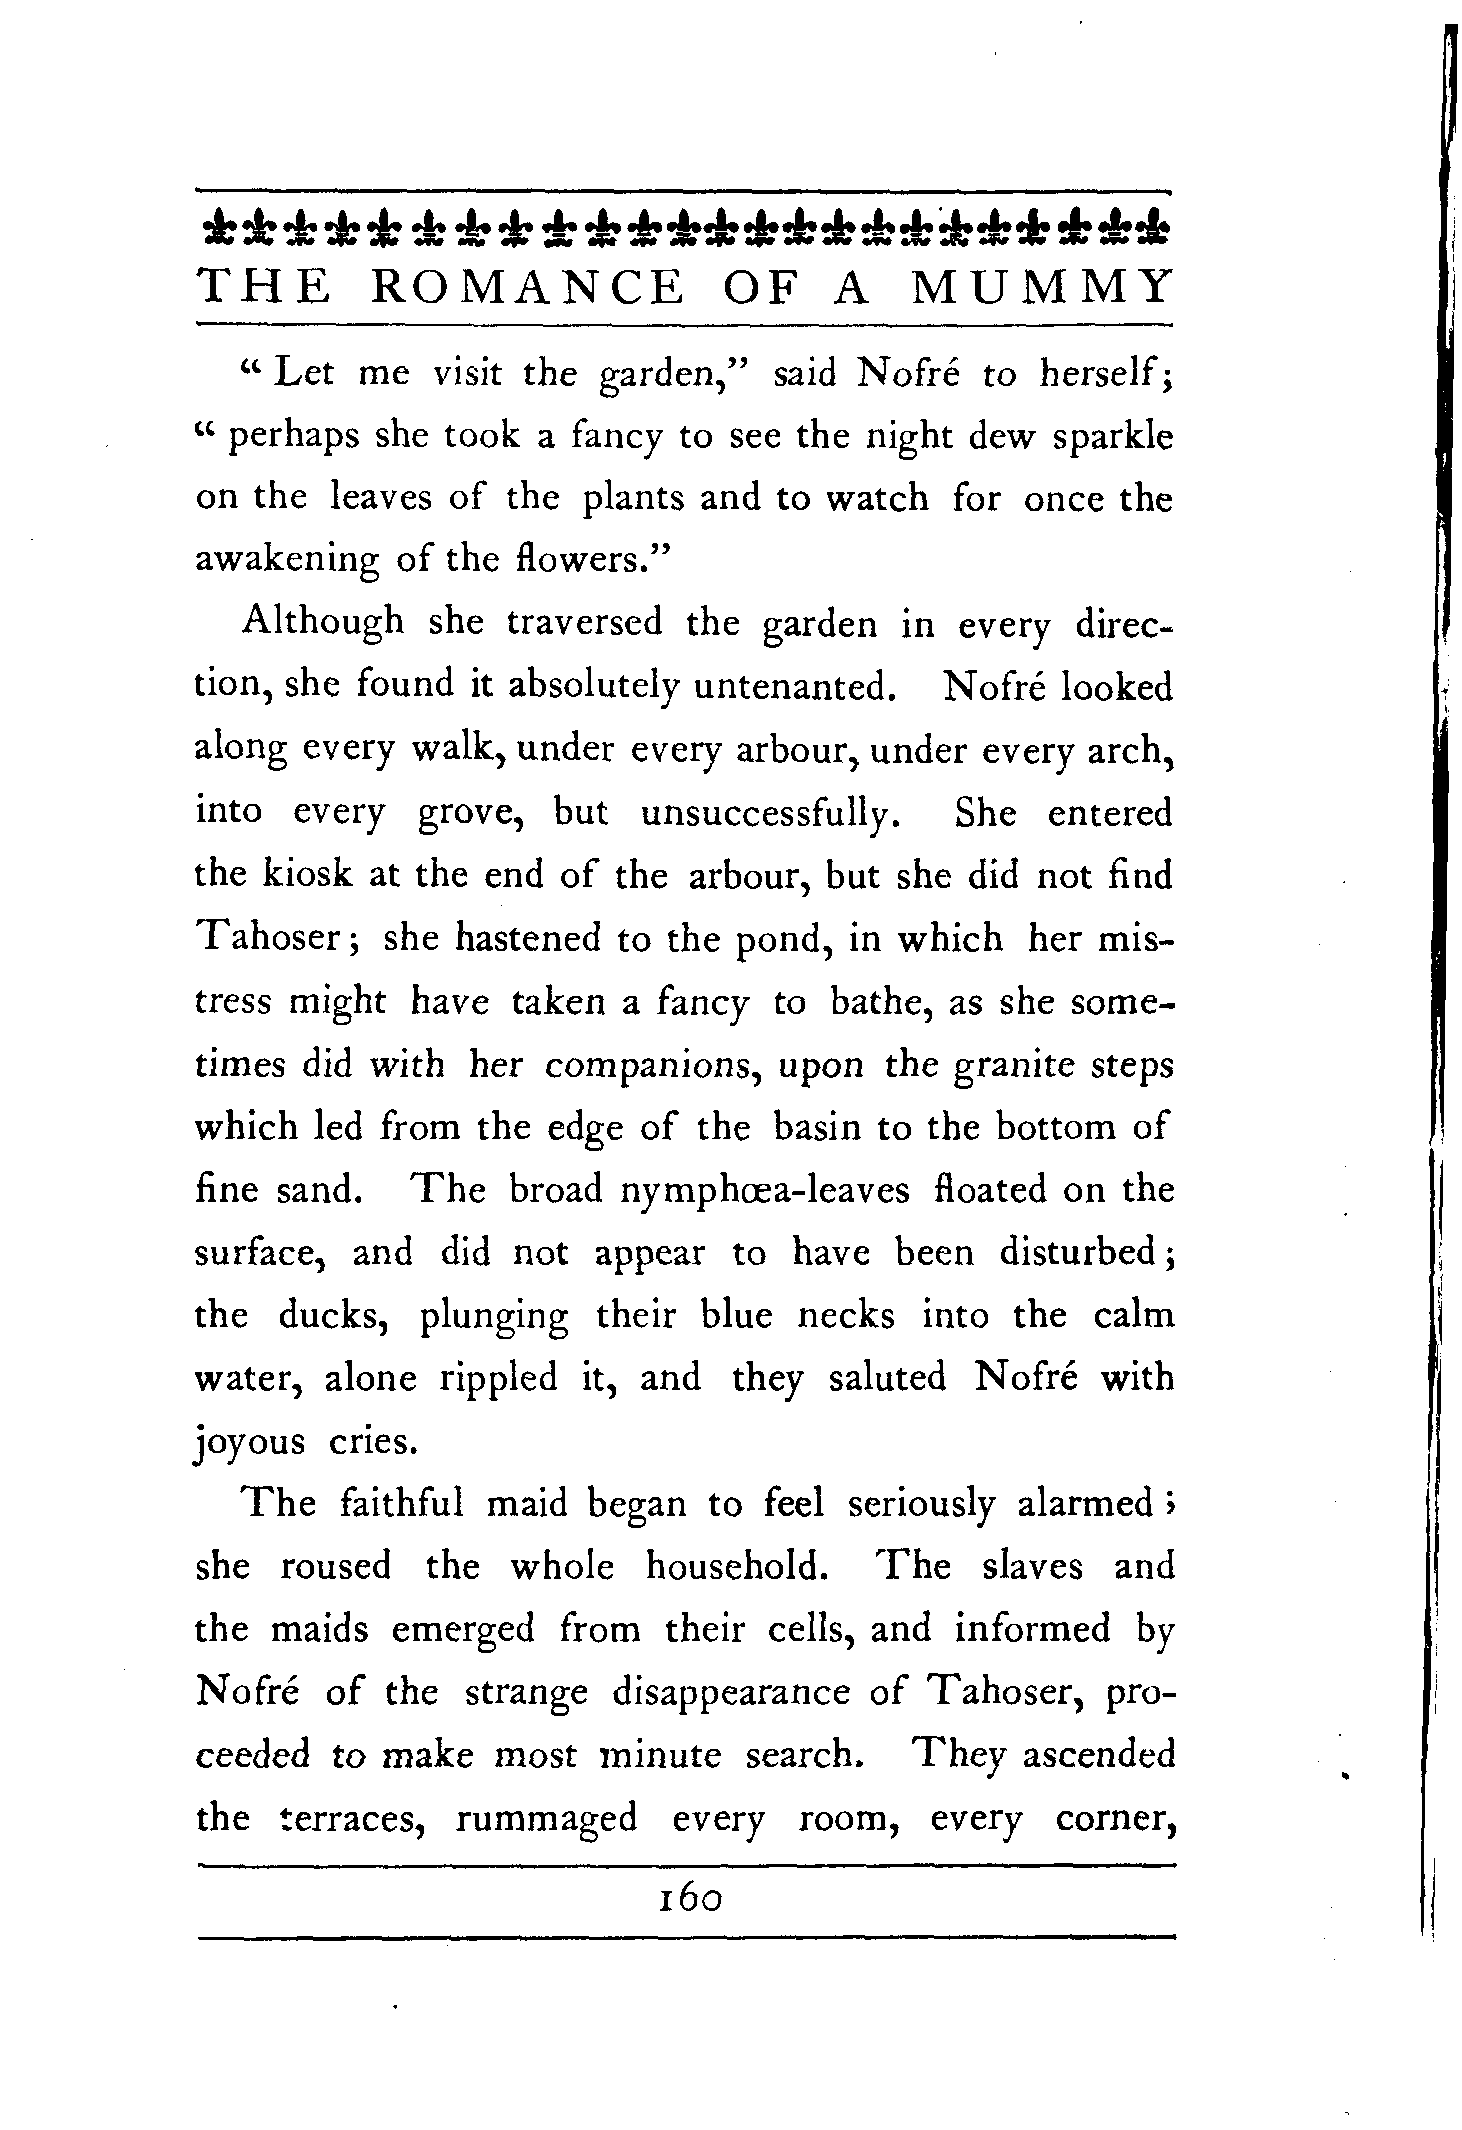 THE ROMANCE OF A MUMMY
“ Let me visit the garden,” said Nofré to herself;
“ perhaps she took a fancy to see the night dew sparkle
on the leaves of the plants and to watch for once the
awakening of the flowers.”
Although she traversed the garden in every direc-
tion, she found it absolutely untenanted. Nofré looked
along every walk, under every arbour, under every arch,
into every grove, but unsuccessfully. She entered
the kiosk at the end of the arbour, but she did not find
Tahoser; she hastened to the pond, in which her mis-
tress might have taken a fancy to bathe, as she some-
times did with her companions, upon the granite steps
which led from the edge of the basin to the bottom of
fine sand. The broad nymphœa-leaves floated on the
surface, and did not appear to have been disturbed;
the ducks, plunging their blue necks into the calm
water, alone rippled it, and they saluted Nofré with
joyous cries.
The faithful maid began to feel seriously alarmed;
she roused the whole household. The slaves and
the maids emerged from their cells, and informed by
Nofré of the strange disappearance of Tahoser, pro-
ceeded to make most minute search. They ascended
the terraces, rummaged every room, every corner,
160